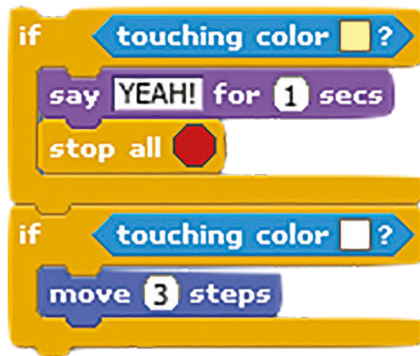 if touching color ?
say YEAH! for 1 secs
stop all
if touching color ?
move 3 steps